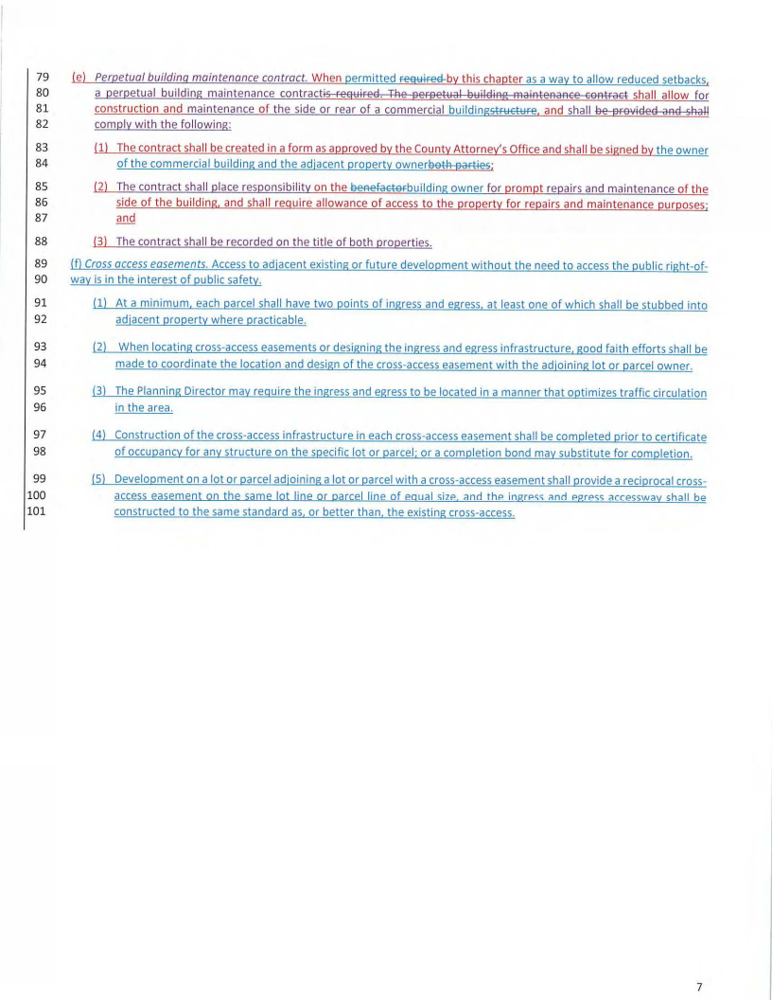 79 (e) Perpetual building maintenance contract. When permitted required by this chapter as a way to allow reduced setbacks,
80 a perpetual building maintenance contractis required. The perpetual building maintenance contract shall allow for
81 construction and maintenance of the side or rear of a commercial buildingstructure, and shall be provided and shall
82 comply with the following:
83 (1) The contract shall be created in a form as approved by the County Attorney's Office and shall be signed by the owner
84 of the commercial building and the adjacent property ownerboth parties;
85 (2) The contract shall place responsibility on the benefactorbuilding owner for prompt repairs and maintenance of the
86 side of the building, and shall require allowance of access to the property for repairs and maintenance purposes;
87 and
88 (3) The contract shall be recorded on the title of both properties.
89 (f) Cross access easements. Access to adjacent existing or future development without the need to access the public right-of-
90 way is in the interest of public safety.
91 (1) At a minimum, each parcel shall have two points of ingress and egress, at least one of which shall be stubbed into
92 adjacent property where practicable.
93 (2) When locating cross-access easements or designing the ingress and egress infrastructure, good faith efforts shall be
94 made to coordinate the location and design of the cross-access easement with the adjoining lot or parcel owner.
95 (3) The Planning Director may require the ingress and egress to be located in a manner that optimizes traffic circulation
96 in the area.
97 (4) Construction of the cross-access infrastructure in each cross-access easement shall be completed prior to certificate
98 of occupancy for any structure on the specific lot or parcel; or a completion bond may substitute for completion.
99 (5) Development on a lot or parcel adjoining a lot or parcel with a cross-access easement shall provide a reciprocal cross-
100 access easement on the same lot line or parcel line of equal size, and the ingress and egress accessway shall be
101 constructed to the same standard as, or better than, the existing cross-access.
7